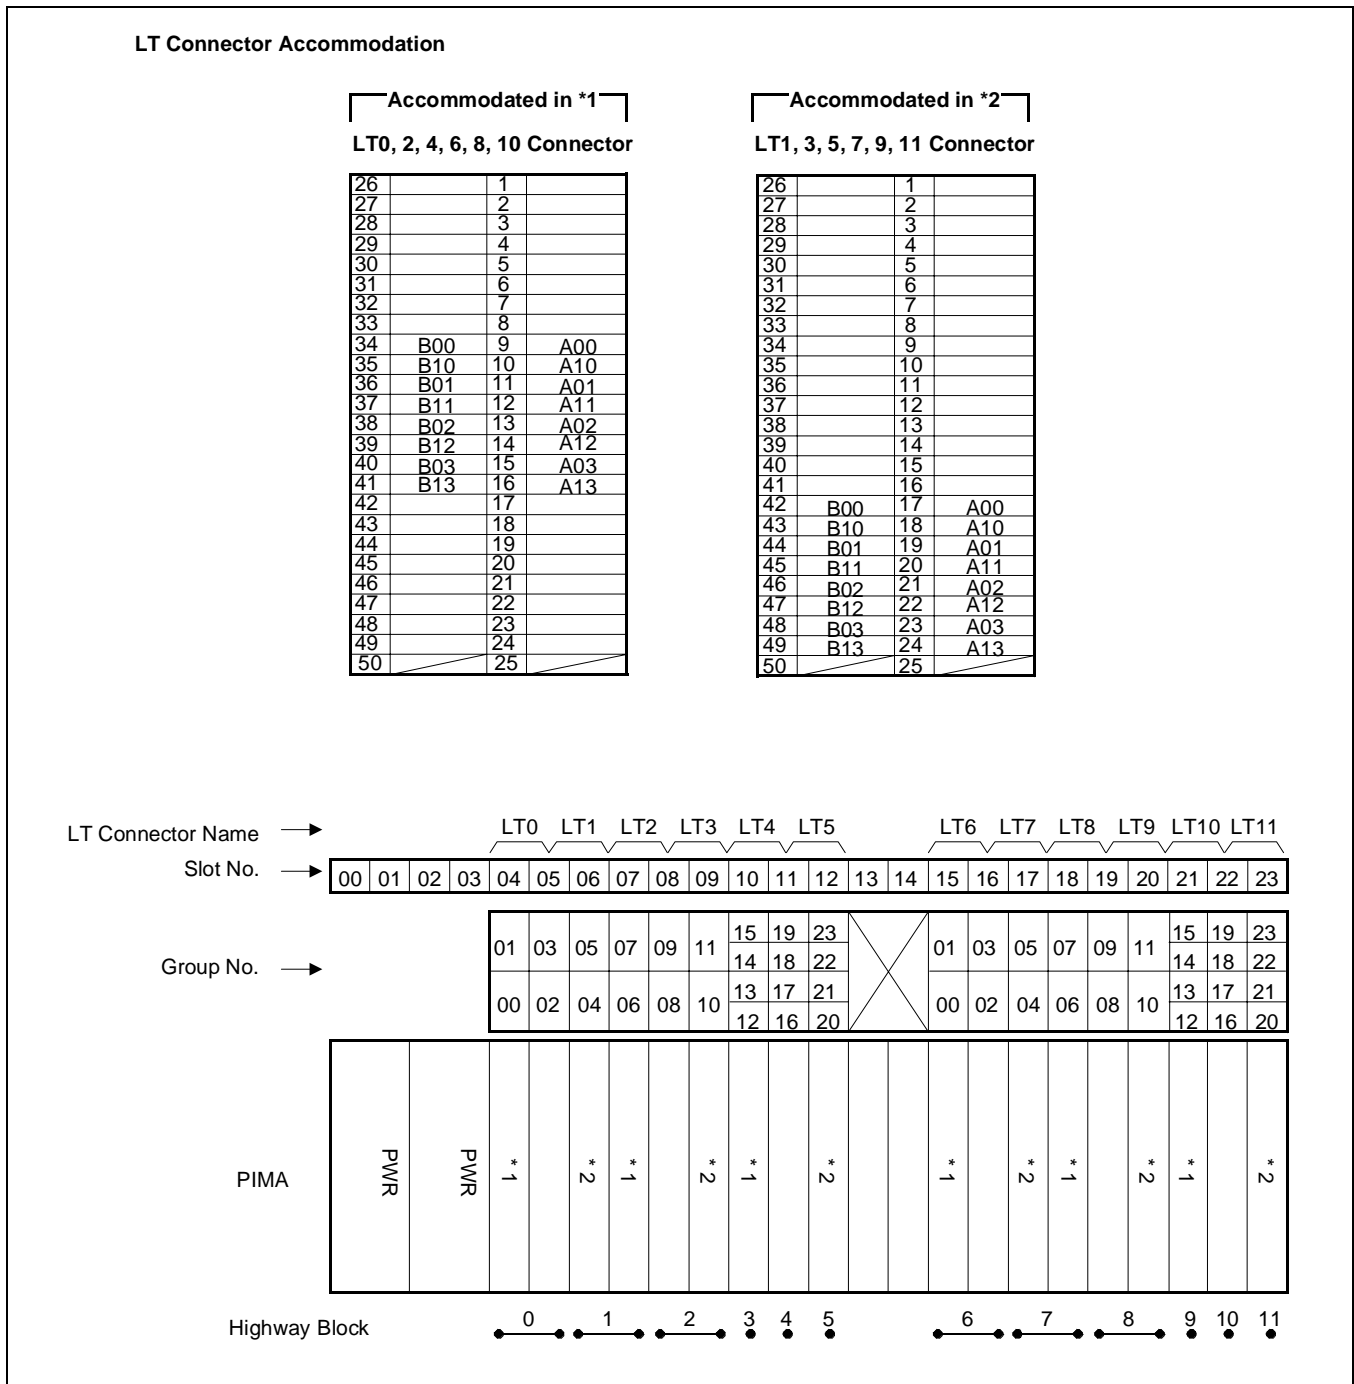 LT Connector Accommodation
Accommodated in *1 Accommodated in *2
LT0, 2, 4, 6, 8, 10 Connector LT1, 3, 5, 7, 9, 11 Connector
26 1 26 1
27 2 27 2
28 3 28 3
29 4 29 4
30 5 30 5
31 6 31 6
32 7 32 7
33 8 33 8
34 B00 9 A00 34 9
35 B10 10 A10 35 10
36 B01 11 A01 36 11
37 B11 12 A11 37 12
38 B02 13 A02 38 13
39 B12 14 A12 39 14
40 B03 15 A03 40 15
41 B13 16 A13 41 16
42 17 42 B00 17 A00
43 18 43 B10 18 A10
44 19 44 B01 19 A01
45 20 45 B11 20 A11
46 21 46 B02 21 A02
47 22 47 B12 22 A12
48 23 48 B03 23 A03
49 24 49 B13 24 A13
50 25 50 25
LT Connector Name LT0 LT1 LT2 LT3 LT4 LT5 LT6 LT7 LT8 LT9 LT10 LT11
Slot No. 00 01 02 03 04 05 06 07 08 09 10 11 12 13 14 15 16 17 18 19 20 21 22 23
Group No.
01 03 05 07 09 11 15 19 23 01 03 05 07 09 11 15 19 23
14 18 22 14 18 22
00 02 04 06 08 10 13 17 21 00 02 04 06 08 10 13 17 21
12 16 20 12 16 20
PIMA PWR PWR *1 *2 *1 *2 *1 *2 *1 *2 *1 *2 *1 *2
Highway Block 0 1 2 3 4 5 6 7 8 9 10 11